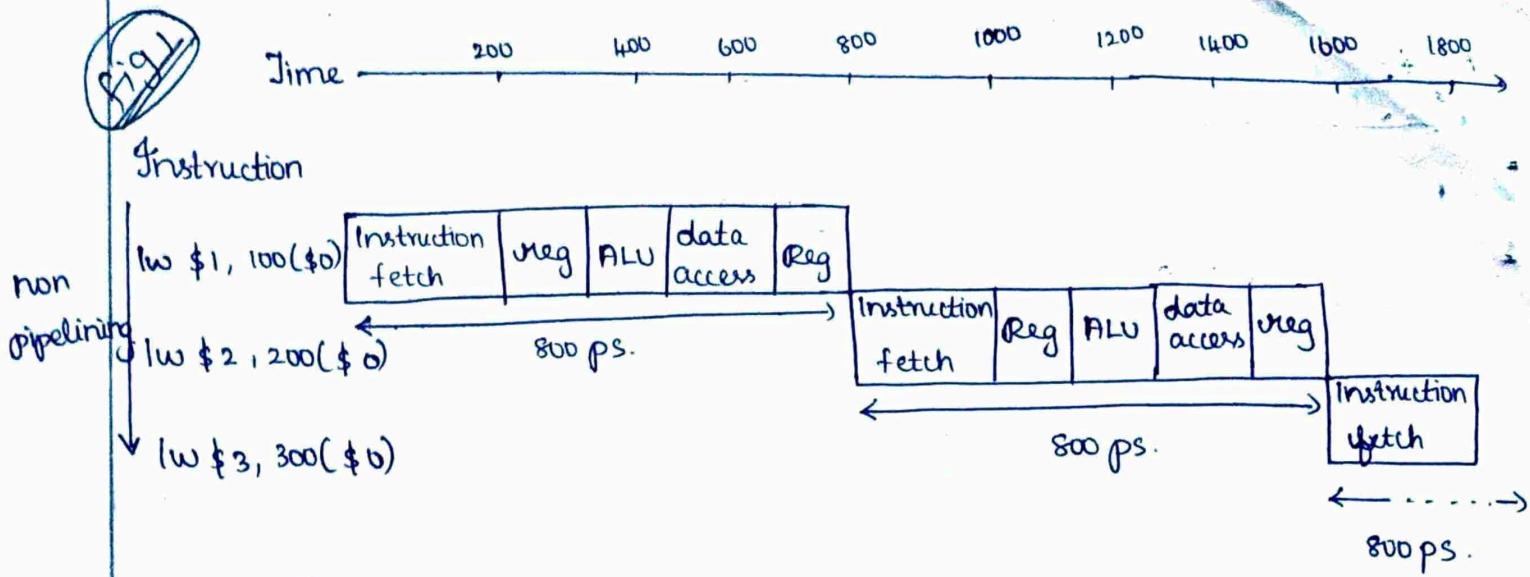 fig 1
Time 200 400 600 800 1000 1200 1400 1600 1800
Instruction
non
pipelining
lw $1, 100($0)
Instruction
fetch
reg
ALU
data
access
Reg
800 ps.
lw $2, 200($0)
Instruction
fetch
Reg
ALU
data
access
reg
800 ps.
lw $3, 300($0)
Instruction
fetch
800 ps.